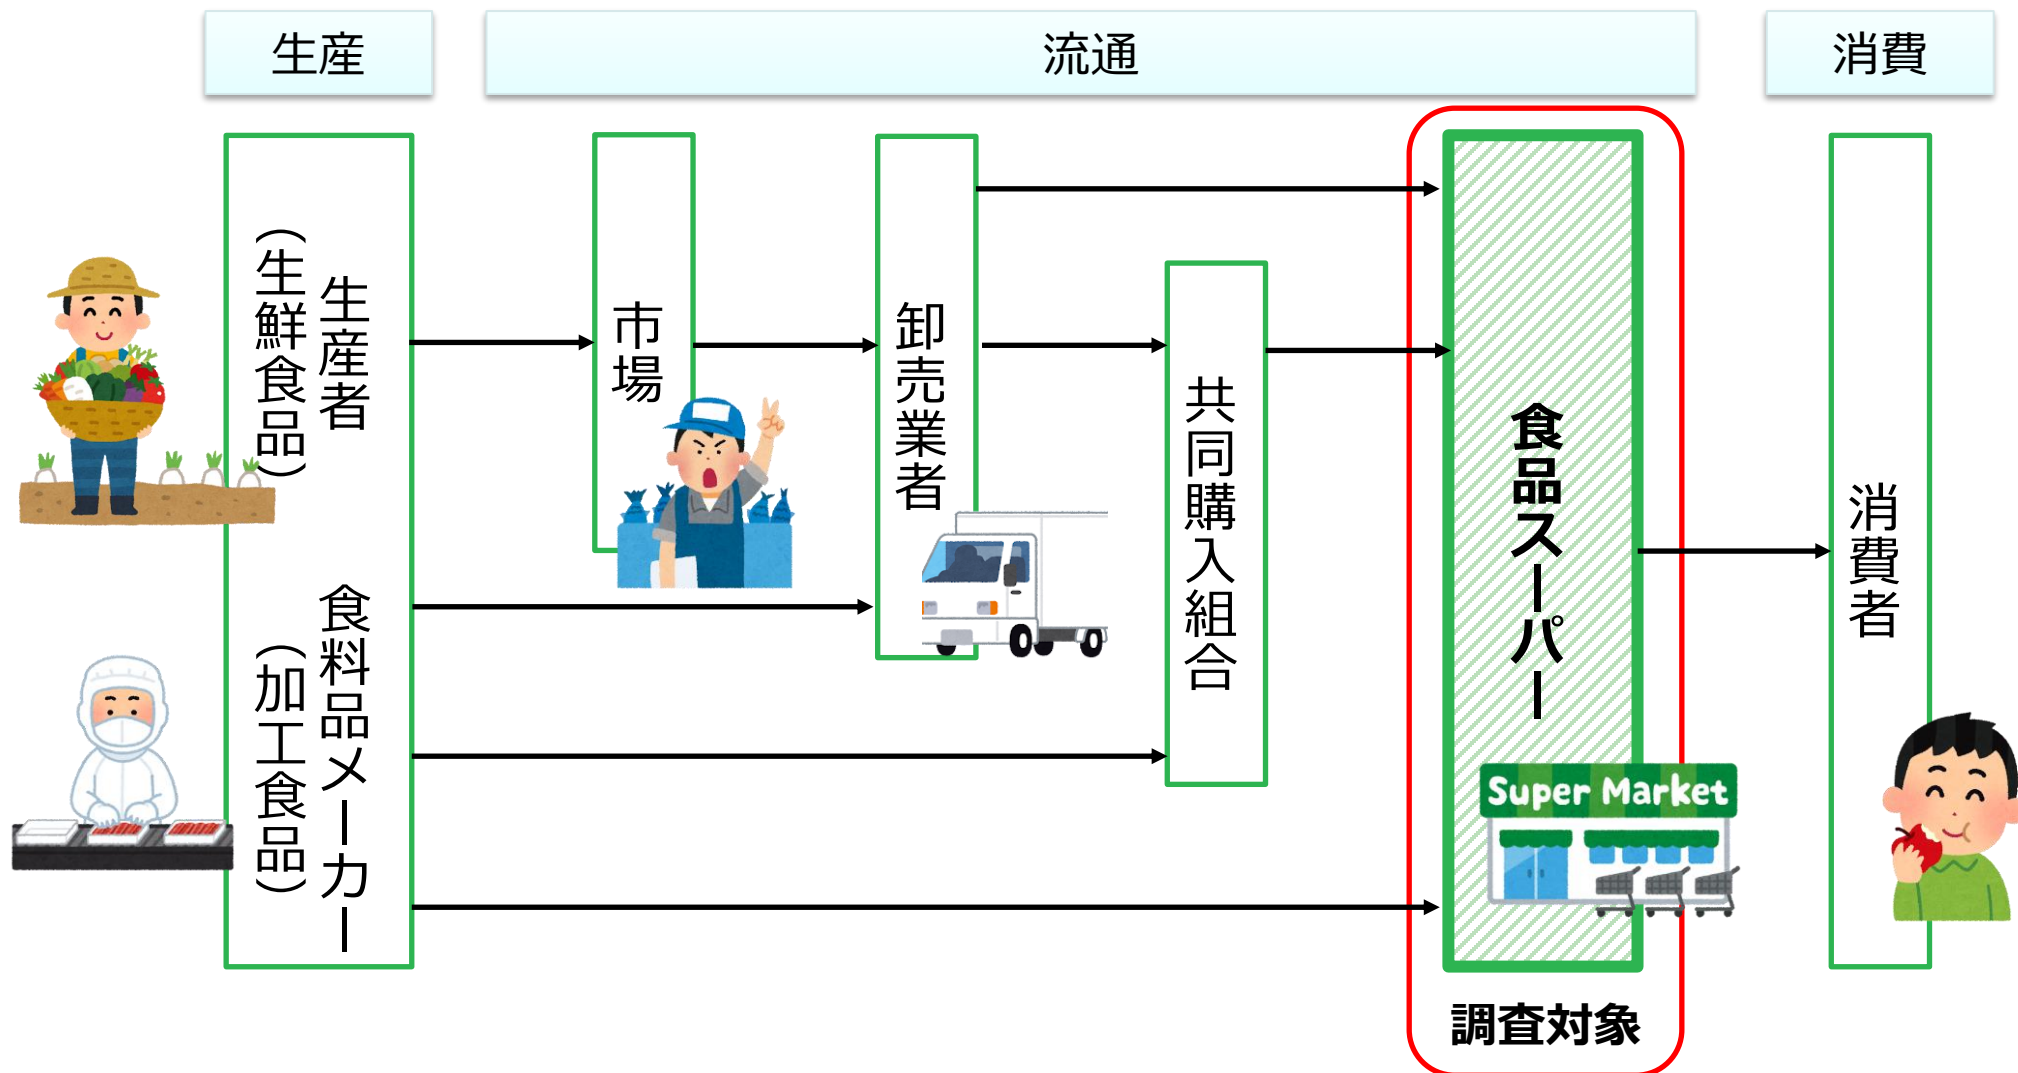 生産
流通
消費
生産者
（生鮮食品）
食料品メーカー
（加工食品）
市場
卸売業者
共同購入組合
食品スーパー
Super Market
調査対象
消費者